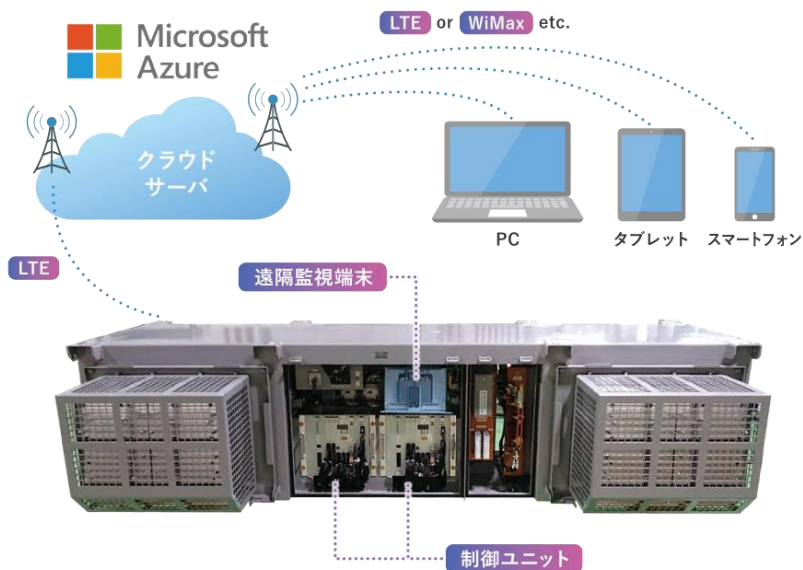 LTE or WiMax etc.
Microsoft
Azure
クラウド
サーバ
PC
タブレット
スマートフォン
LTE
遠隔監視端末
制御ユニット